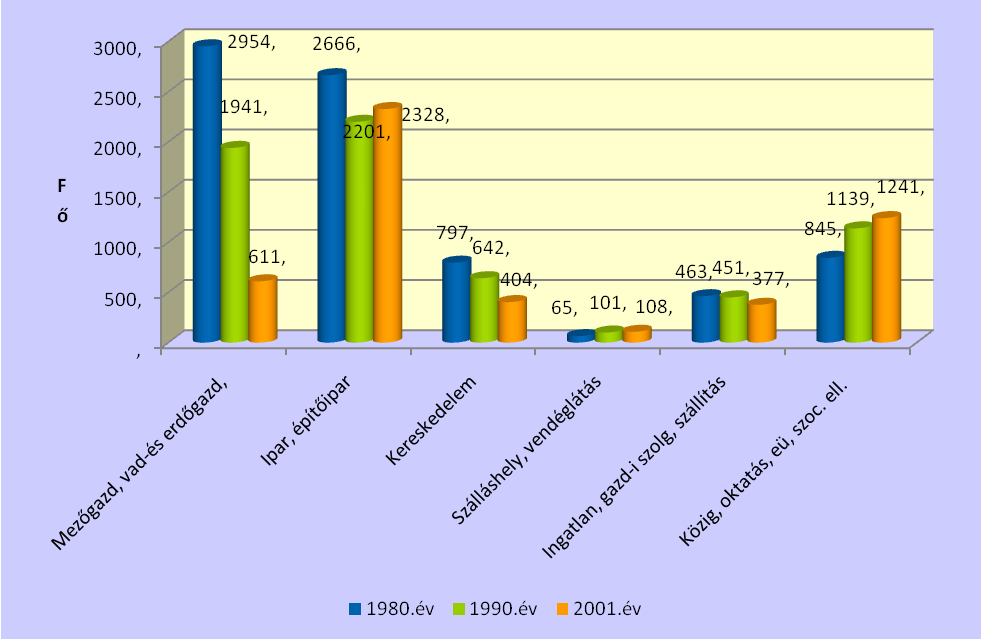 3000,
2500,
2000,
1500,
1000,
500,
,
F
ő
2954,
1941,
611,
2666,
2201,
2328,
797,
642,
404,
65,
101,
108,
463,
451,
377,
845,
1139,
1241,
Mezőgazd, vad-és erdőgazd,
Ipar, építőipar
Kereskedelem
Szálláshely, vendéglátás
Ingatlan, gazd-i szolg, szállítás
Közig, oktatás, eü, szoc. ell.
1980.év
1990.év
2001.év